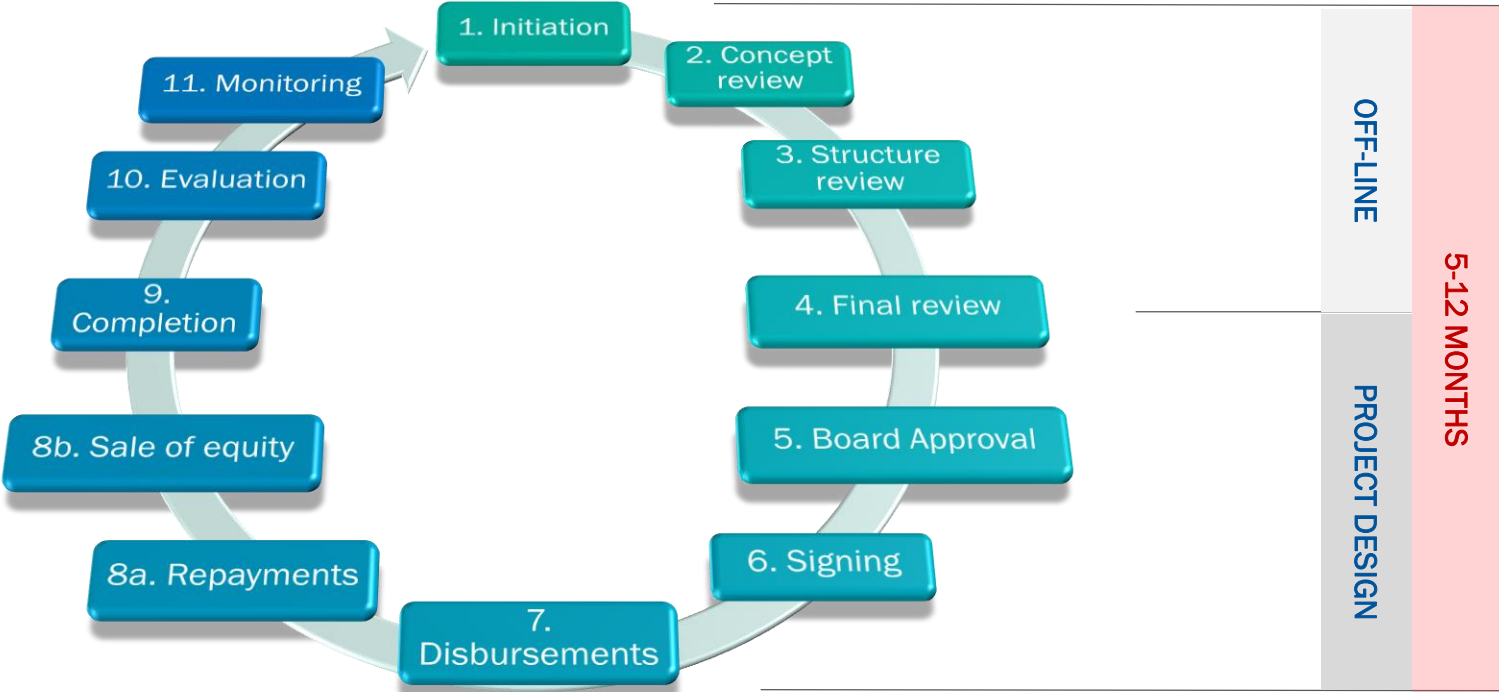 1. Initiation
2. Concept
review
3. Structure
review
4. Final review
5. Board Approval
6. Signing
7.
Disbursements
8a. Repayments
8b. Sale of equity
9.
Completion
10. Evaluation
11. Monitoring
OFF-LINE
PROJECT DESIGN
5-12 MONTHS